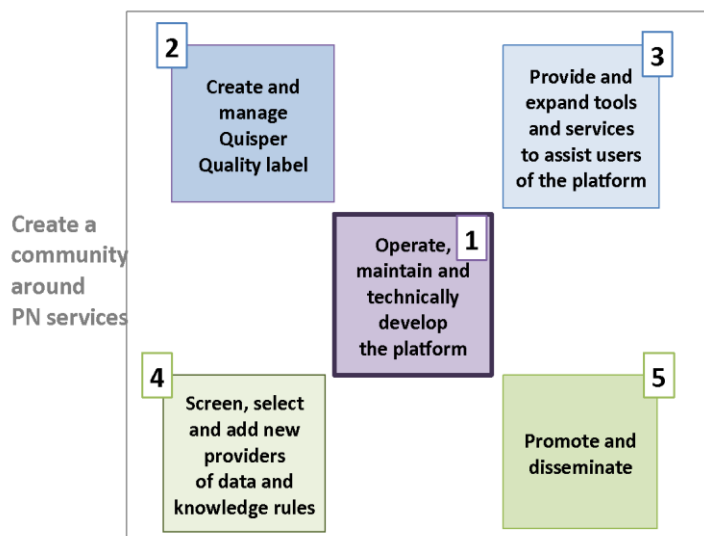 2
Create and
manage
Quisper
Quality label
3
Provide and
expand tools
and services
to assist users
of the platform
Create a
community
around
PN services
1
Operate,
maintain and
technically
develop
the platform
4
Screen, select
and add new
providers
of data and
knowledge rules
5
Promote and
disseminate